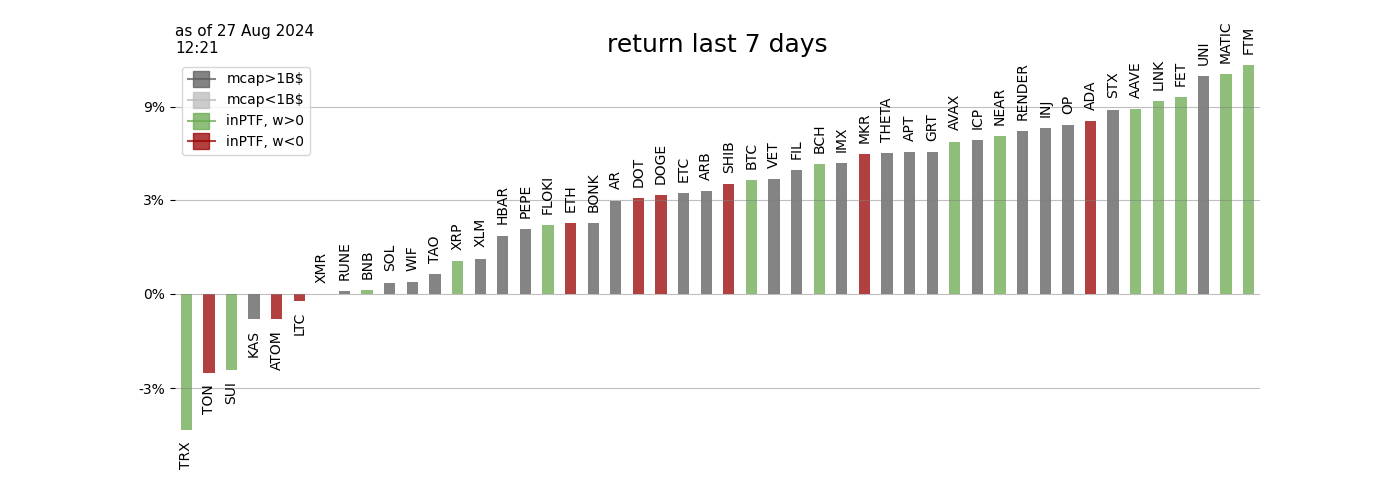 as of 27 Aug 2024
12:21
return last 7 days
mcap>1B$
mcap<1B$
inPTF, w>0
inPTF, w<0
9%
3%
0%
-3%
TRX
TON
SUI
KAS
ATOM
LTC
XMR
RUNE
BNB
SOL
WIF
TAO
XRP
XLM
HBAR
PEPE
FLOKI
ETH
BONK
AR
DOT
DOGE
ETC
ARB
SHIB
BTC
VET
FIL
BCH
IMX
MKR
THETA
APT
GRT
AVAX
ICP
NEAR
RENDER
INJ
OP
ADA
STX
AAVE
LINK
FET
UNI
MATIC
FTM